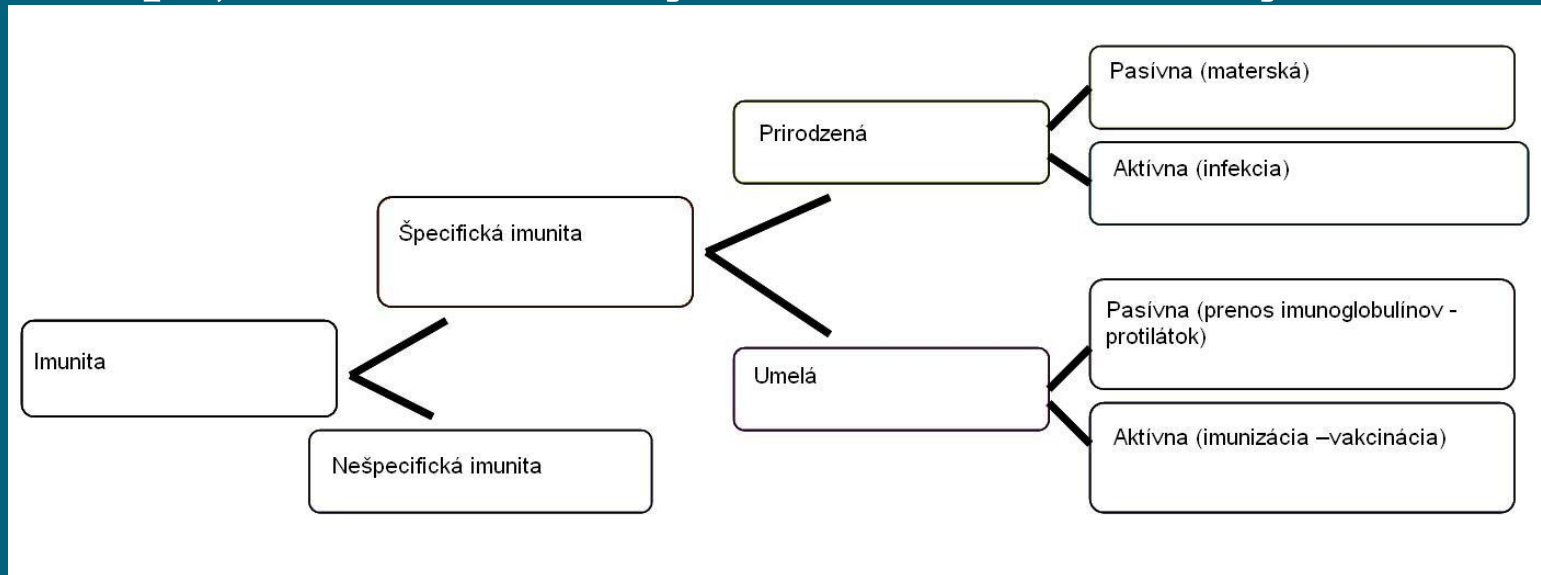 Pasívna (materská)
Prirodzená
Aktívna (infekcia)
Špecifická imunita
Pasívna (prenos imunoglobulínov -
protilátok)
Imunita
Umelá
Aktívna (imunizácia –vakcinácia)
Nešpecifická imunita